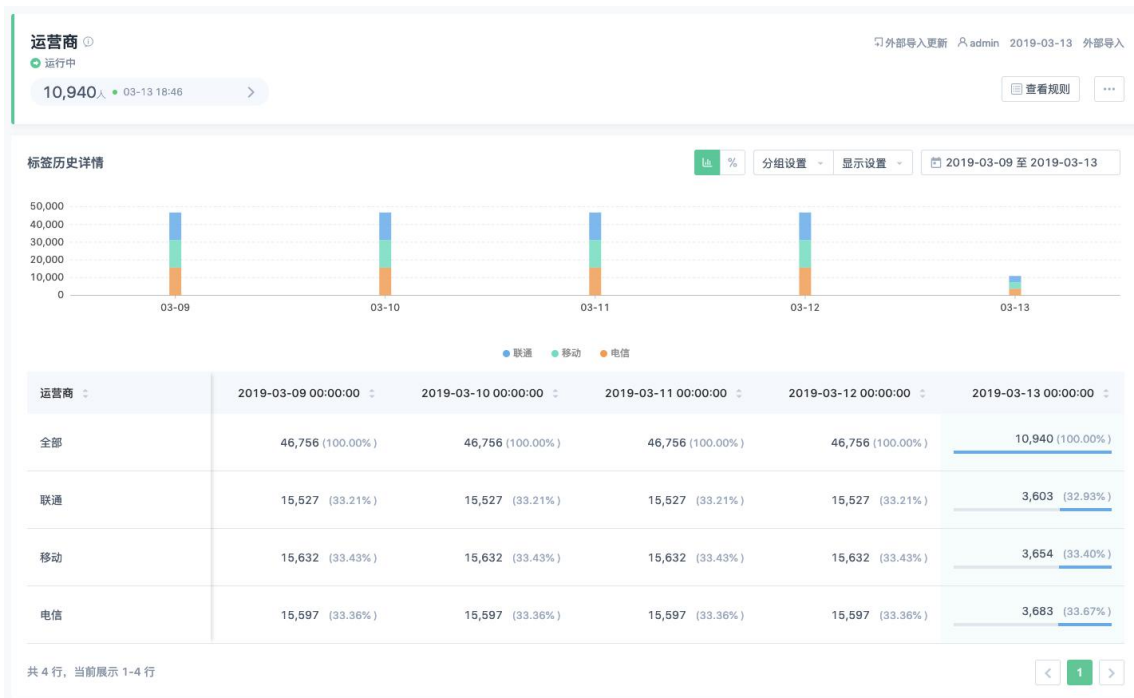 运营商
外部导入更新 admin 2019-03-13 外部导入
运行中
10,940人 03-13 18:46
查看规则
标签历史详情
% 分组设置 显示设置 2019-03-09 至 2019-03-13
50,000
40,000
30,000
20,000
10,000
0
03-09 03-10 03-11 03-12 03-13
联通 移动 电信
运营商 2019-03-09 00:00:00 2019-03-10 00:00:00 2019-03-11 00:00:00 2019-03-12 00:00:00 2019-03-13 00:00:00
全部 46,756 (100.00%) 46,756 (100.00%) 46,756 (100.00%) 46,756 (100.00%) 10,940 (100.00%)
联通 15,527 (33.21%) 15,527 (33.21%) 15,527 (33.21%) 15,527 (33.21%) 3,603 (32.93%)
移动 15,632 (33.43%) 15,632 (33.43%) 15,632 (33.43%) 15,632 (33.43%) 3,654 (33.40%)
电信 15,597 (33.36%) 15,597 (33.36%) 15,597 (33.36%) 15,597 (33.36%) 3,683 (33.67%)
共 4 行，当前展示 1-4 行
1